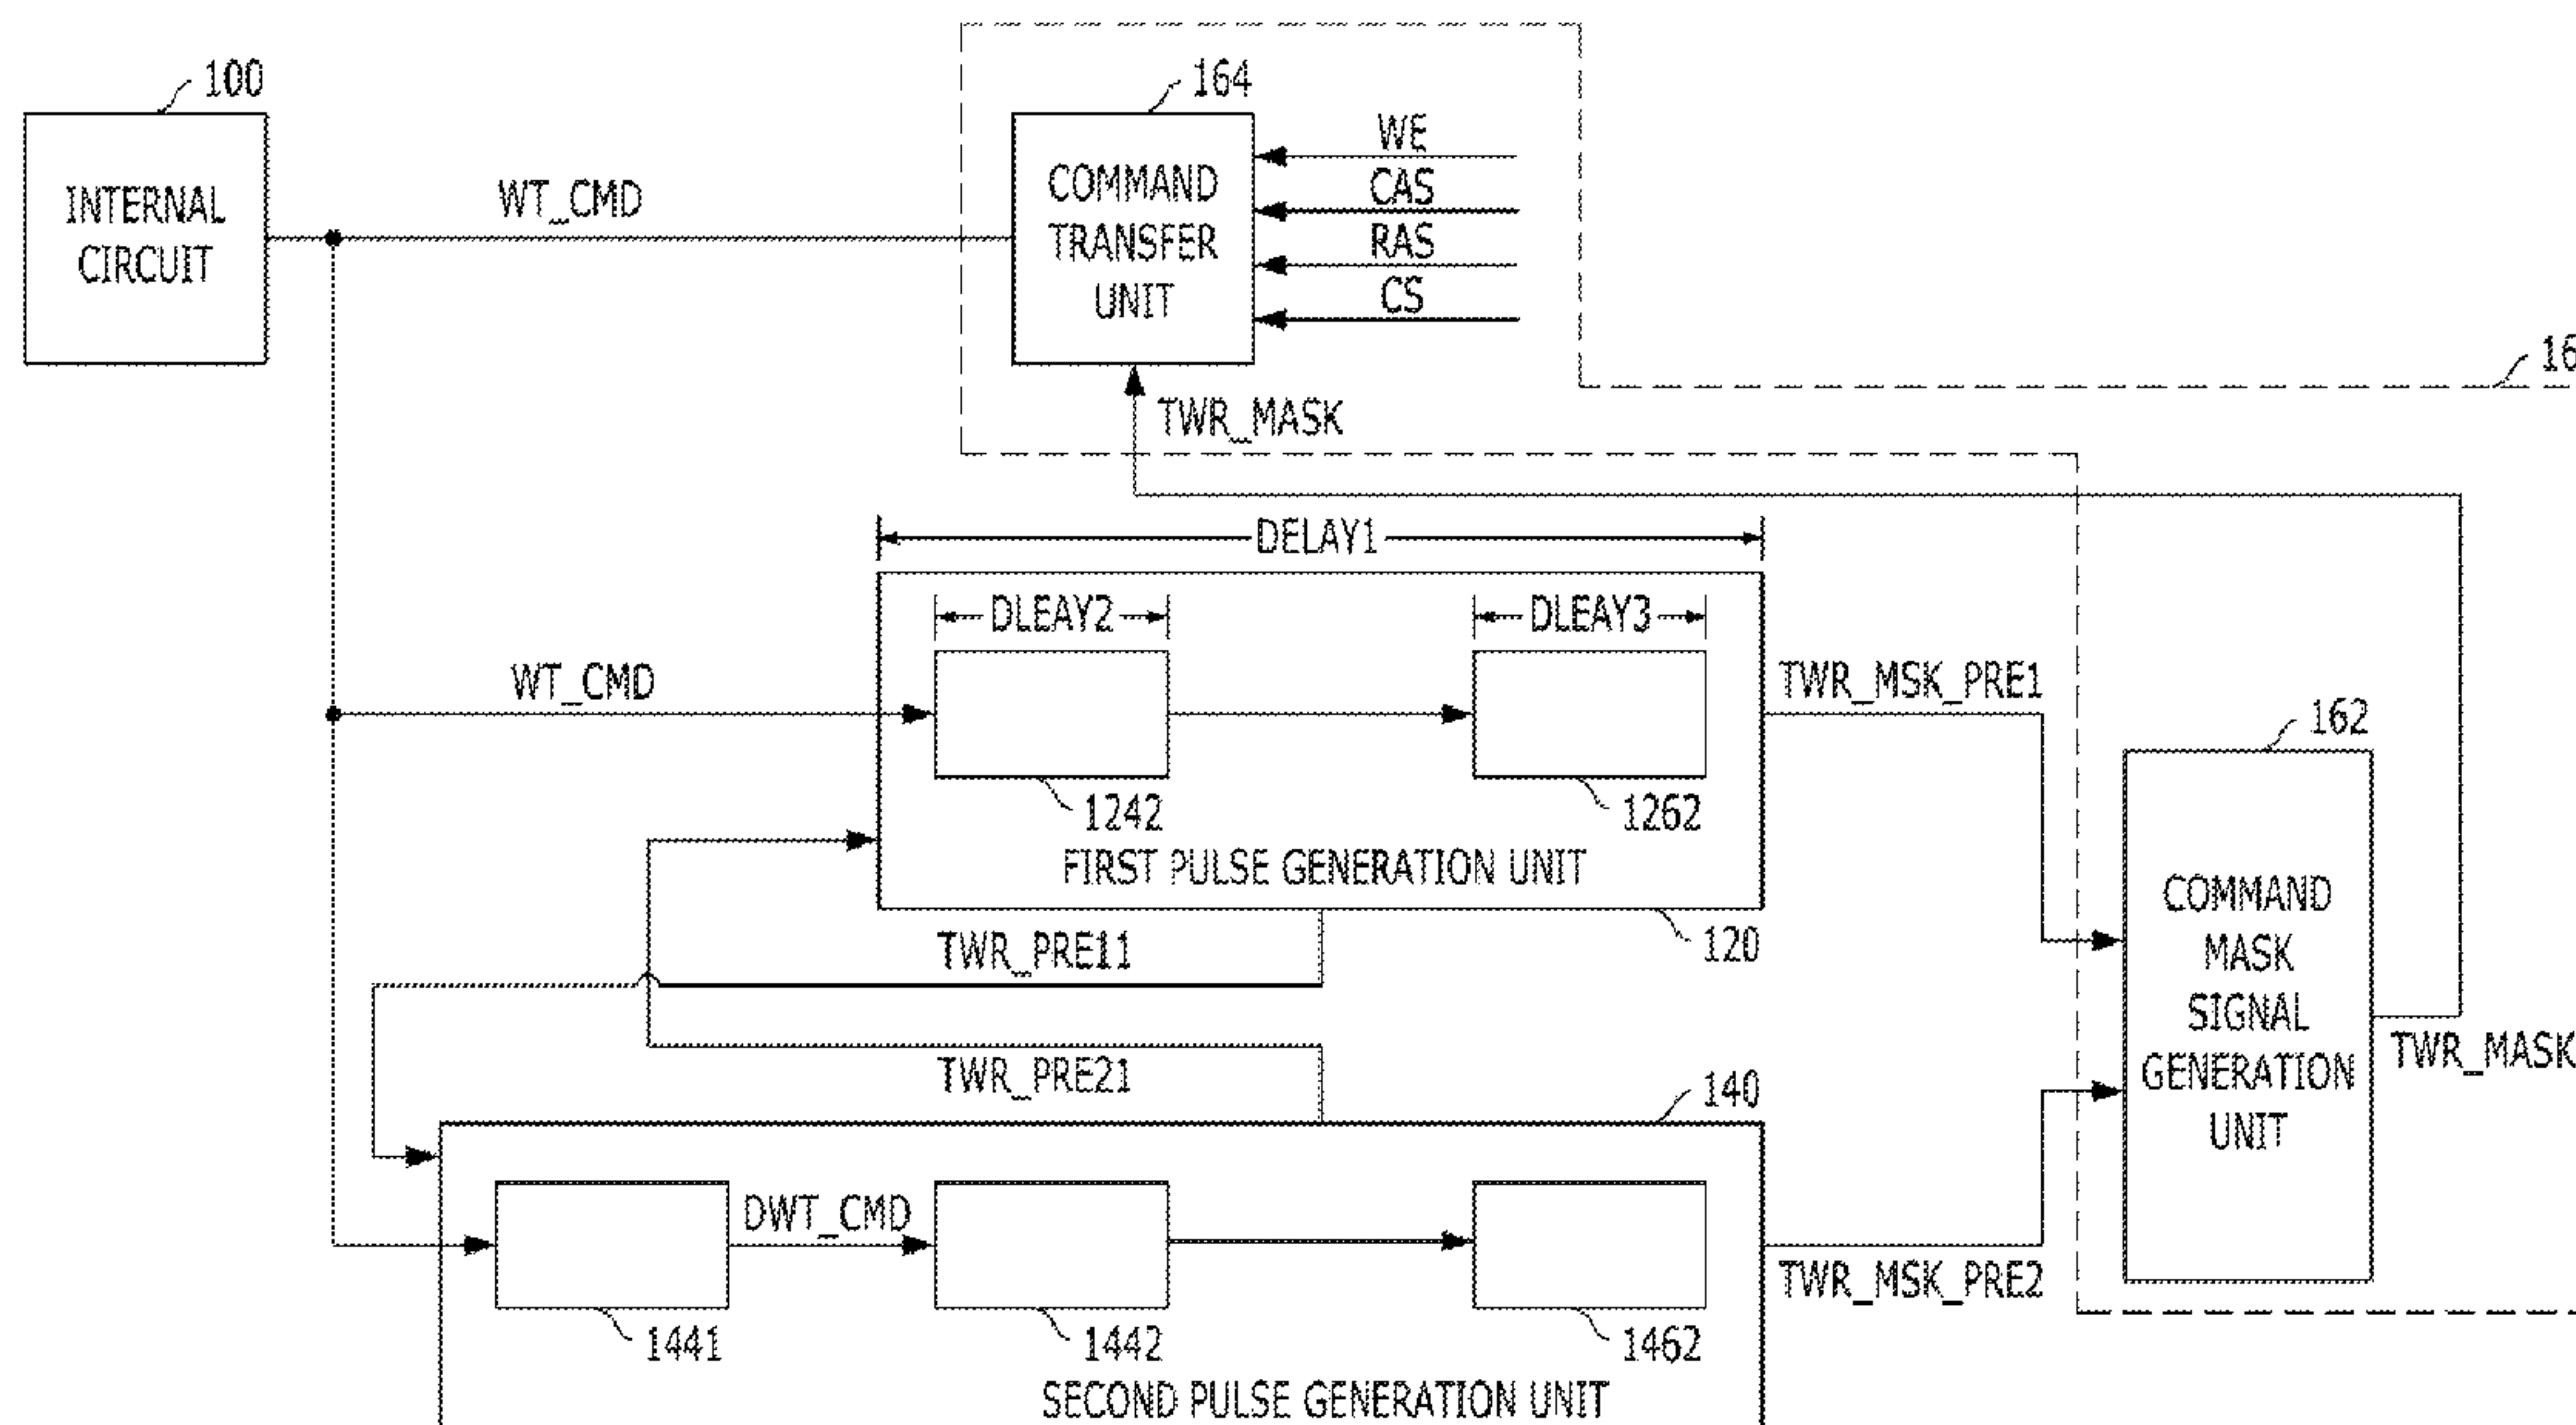 100
INTERNAL
CIRCUIT
WT_CMD
164
COMMAND
TRANSFER
UNIT
WE
CAS
RAS
CS
TWR_MASK
DELAY1
DLEAY2
DLEAY3
WT_CMD
1242
1262
FIRST PULSE GENERATION UNIT
120
TWR_MSK_PRE1
162
COMMAND
MASK
SIGNAL
GENERATION
UNIT
TWR_MASK
TWR_PRE11
TWR_PRE21
140
DWT_CMD
1441
1442
1462
SECOND PULSE GENERATION UNIT
TWR_MSK_PRE2